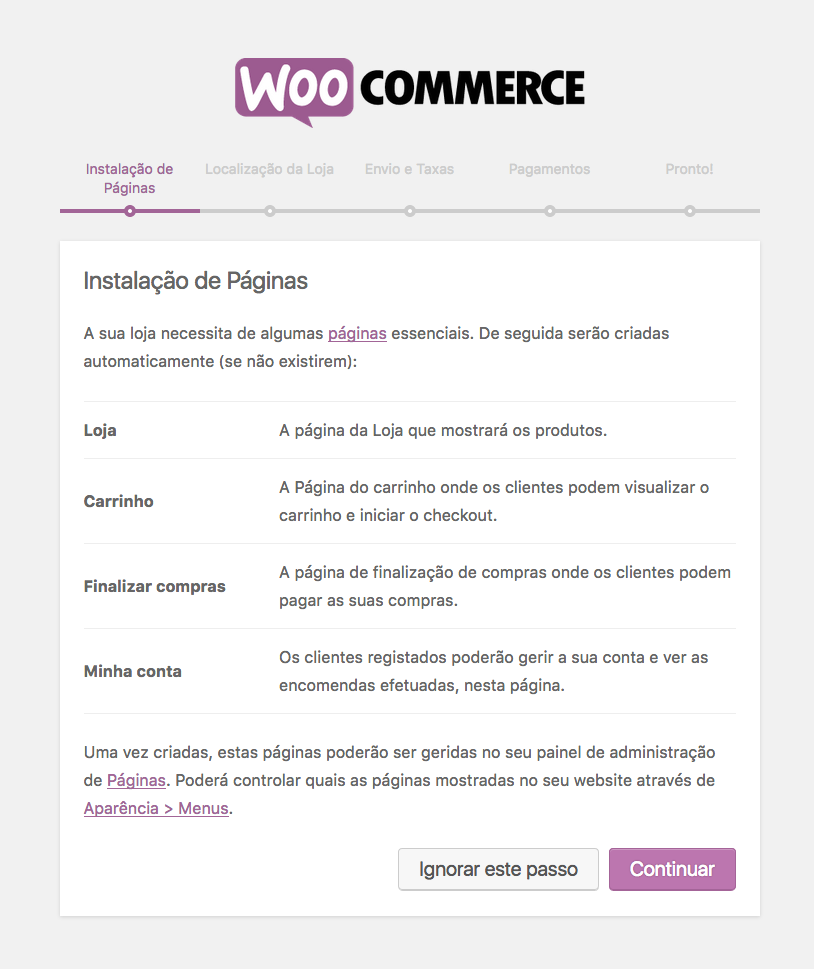 WOO COMMERCE
Instalação de
Páginas
Localização da Loja
Envio e Taxas
Pagamentos
Pronto!
Instalação de Páginas
A sua loja necessita de algumas páginas essenciais. De seguida serão criadas
automaticamente (se não existirem):
Loja
A página da Loja que mostrará os produtos.
Carrinho
A Página do carrinho onde os clientes podem visualizar o
carrinho e iniciar o checkout.
Finalizar compras
A página de finalização de compras onde os clientes podem
pagar as suas compras.
Minha conta
Os clientes registados poderão gerir a sua conta e ver as
encomendas efetuadas, nesta página.
Uma vez criadas, estas páginas poderão ser geridas no seu painel de administração
de Páginas. Poderá controlar quais as páginas mostradas no seu website através de
Aparência > Menus.
Ignorar este passo
Continuar